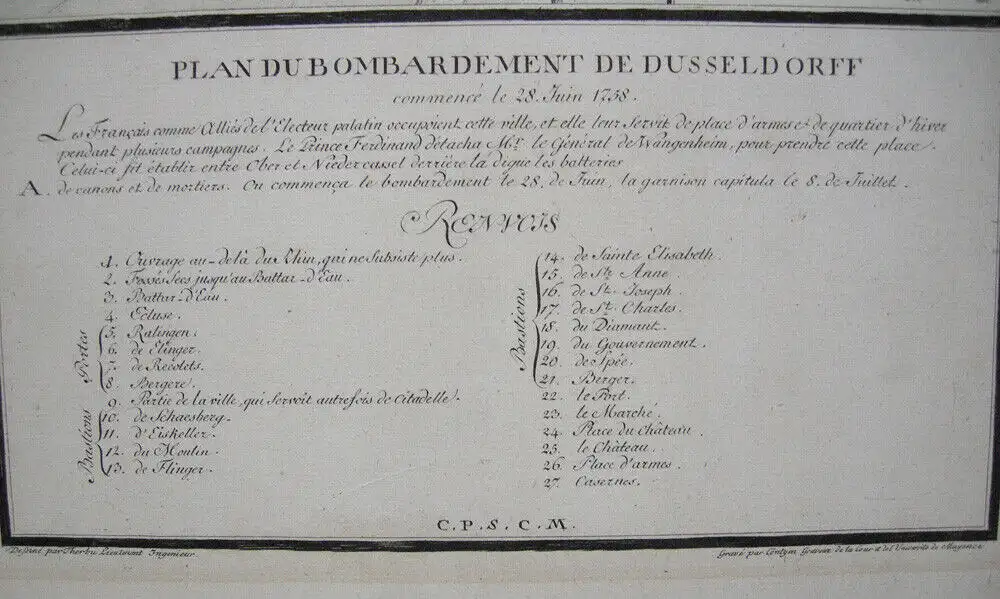 PLAN DU BOMBARDEMENT DE DUSSELDORFF
commencé le 28. Juin 1758.
Les Français comme Alliés de l'Electeur palatin occupoient cette ville, et elle leur servit de place d'armes et de quartier d'hiver
pendant plusieurs campagnes. Le Prince Ferdinand détacha Mr. le Général de Wangenheim, pour prendre cette place.
Celui-ci fit établir entre Ober et Niedercassel derrière la digue les batteries
A. de canons et de mortiers. On commença le bombardement le 28. de Juin, la garnison capitula le 8. de Juillet.
RENVOIS
1. Ouvrage au-delà du Rhin, qui ne subsiste plus.
2. Fossés secs jusqu'au Battar-d'Eau.
3. Battar-d'Eau.
4. Ecluse.
Portes
5. Ratingen.
6. de Elinger.
7. de Recolets.
8. Bergere.
9. Partie de la ville, qui servoit autrefois de Citadelle.
Bastions
10. de Schaesberg.
11. d'Eiskeller.
12. du Moulin.
13. de Flinger.
Bastions
14. de Sainte Elisabeth.
15. de Ste. Anne.
16. de St. Joseph.
17. de St. Charles.
18. du Diamant.
19. du Gouvernement.
20. de Spée.
21. Berger.
22. le Port.
23. le Marché.
24. Place du Château.
25. le Château.
26. Place d'armes.
27. Casernes.
C.P.S.C.M.
Dessiné par Therbu Lieutenant Ingenieur.
Gravé par Cöntgen Graveur de la Cour et de l'Université de Mayence